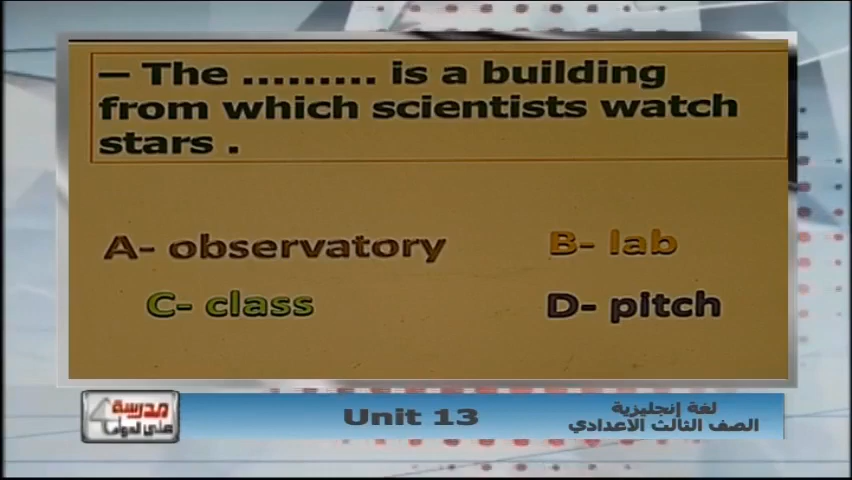 – The ......... is a building
from which scientists watch
stars .
A- observatory
B- lab
C- class
D- pitch
مدرسة
على الهواء
Unit 13
لغة إنجليزية
الصف الثالث الاعدادي